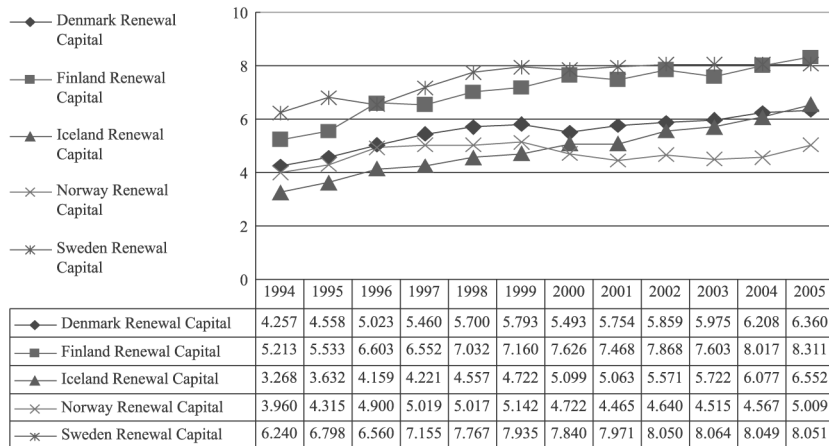 Denmark Renewal
Capital
Finland Renewal
Capital
Iceland Renewal
Capital
Norway Renewal
Capital
Sweden Renewal
Capital
10
8
6
4
2
0
1994 1995 1996 1997 1998 1999 2000 2001 2002 2003 2004 2005
Denmark Renewal Capital 4.257 4.558 5.023 5.460 5.700 5.793 5.493 5.754 5.859 5.975 6.208 6.360
Finland Renewal Capital 5.213 5.533 6.603 6.552 7.032 7.160 7.626 7.468 7.868 7.603 8.017 8.311
Iceland Renewal Capital 3.268 3.632 4.159 4.221 4.557 4.722 5.099 5.063 5.571 5.722 6.077 6.552
Norway Renewal Capital 3.960 4.315 4.900 5.019 5.017 5.142 4.722 4.465 4.640 4.515 4.567 5.009
Sweden Renewal Capital 6.240 6.798 6.560 7.155 7.767 7.935 7.840 7.971 8.050 8.064 8.049 8.051